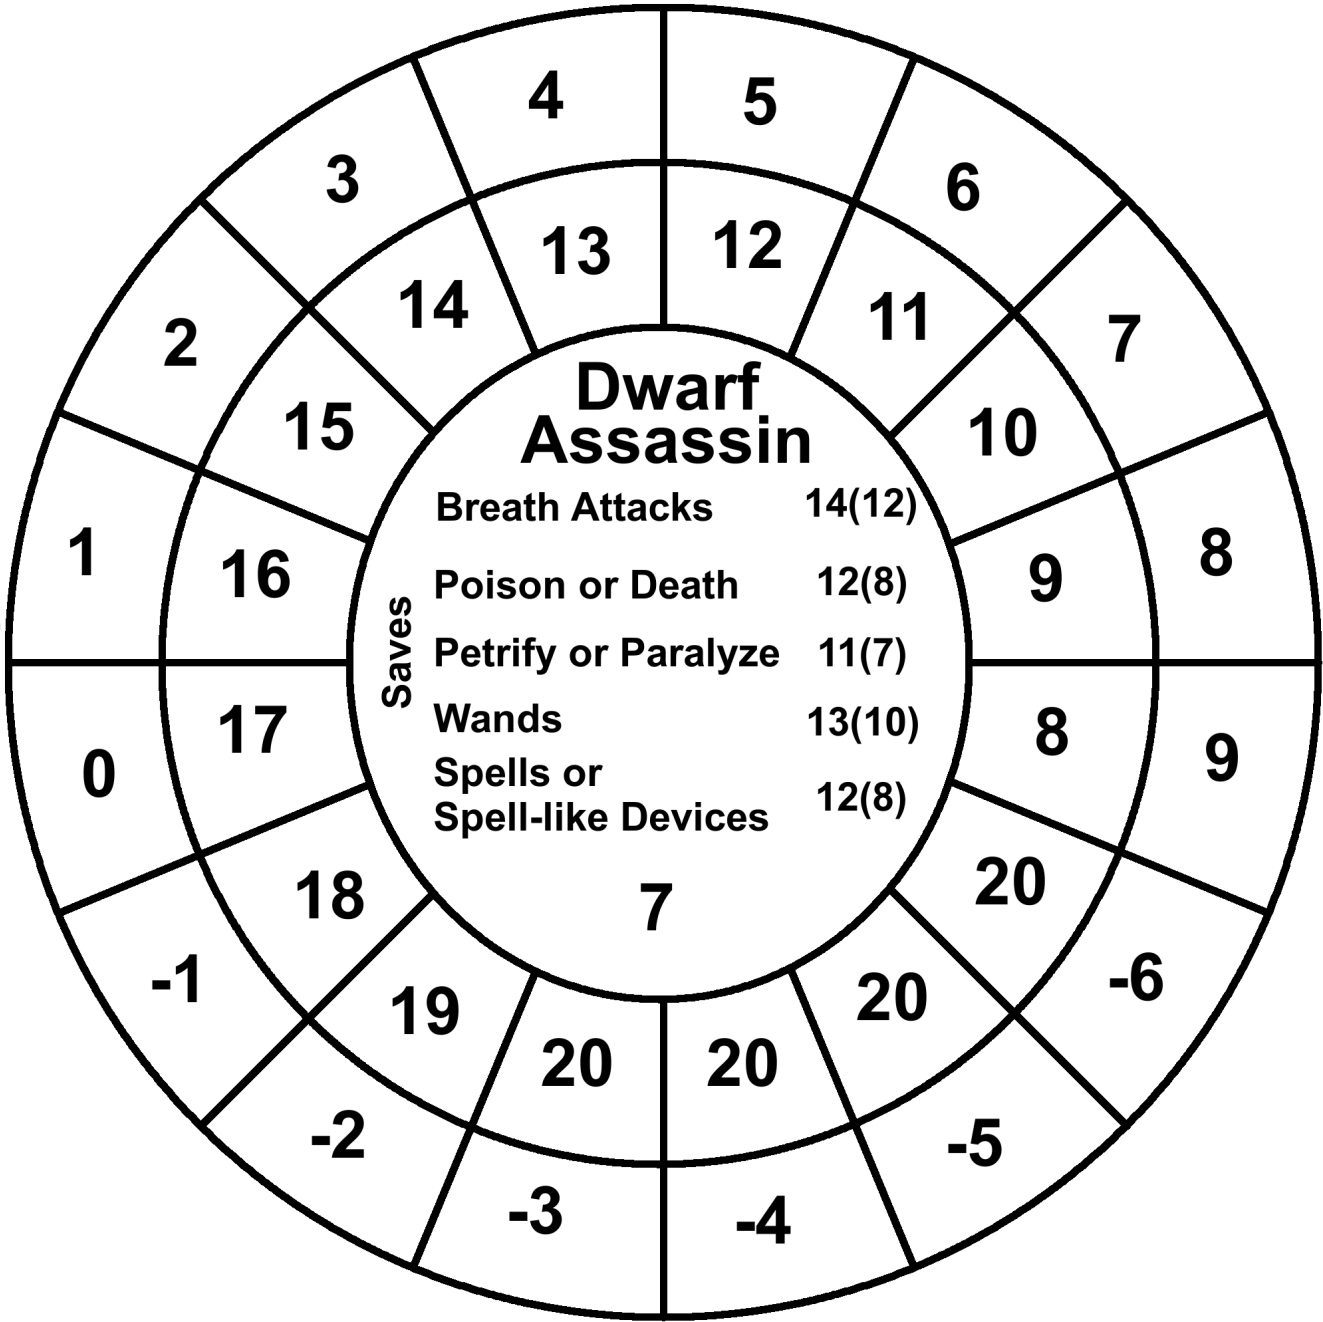 4 5
3 6
13 12
14 11
2 7
15 10
1 8
16 9
Dwarf
Assassin
Breath Attacks 14(12)
Poison or Death 12(8)
Saves
Petrify or Paralyze 11(7)
Wands 13(10)
Spells or
Spell-like Devices 12(8)
7
17 8
0 9
18 20
-1 -6
19 20
20 20
-2 -5
-3 -4